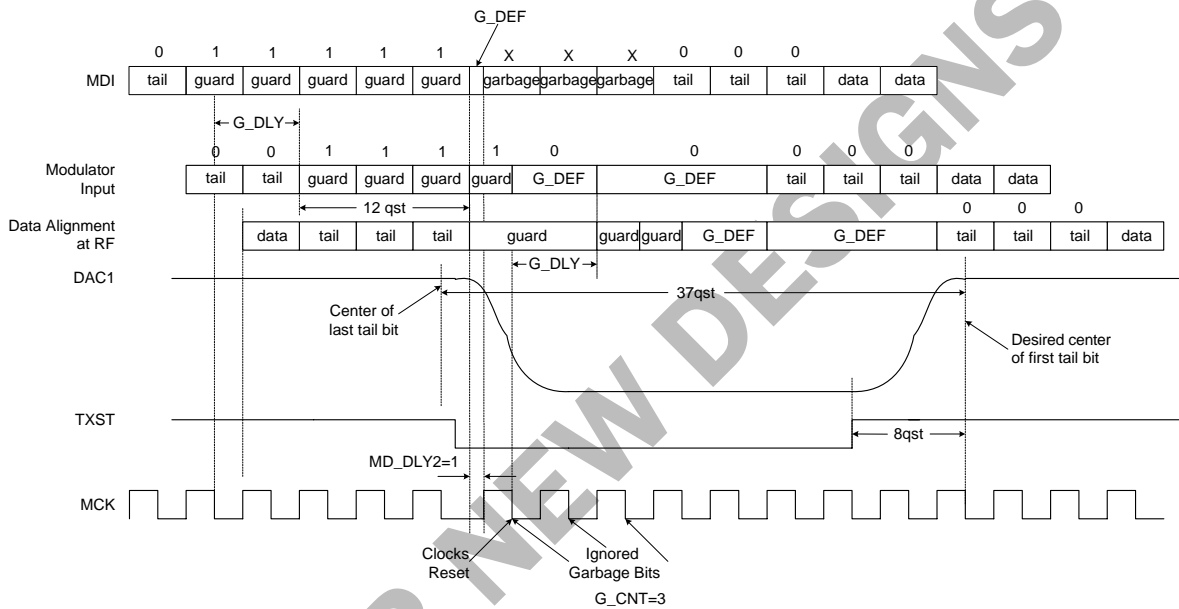 G_DEF
0 1 1 1 1 1 X X X 0 0 0
MDI tail guard guard guard guard guard garbage garbage garbage tail tail tail data data
G_DLY
0 0 1 1 1 1 0 0 0 0 0
Modulator
Input
tail tail guard guard guard guard G_DEF G_DEF tail tail tail data data
12 qst
0 0 0
Data Alignment
at RF
data tail tail tail guard guard guard G_DEF G_DEF tail tail tail data
G_DLY
DAC1
37qst
Center of
last tail bit
Desired center
of first tail bit
TXST
8qst
MD_DLY2=1
MCK
Clocks
Reset
Ignored
Garbage Bits
G_CNT=3
R NEW DESIGNS